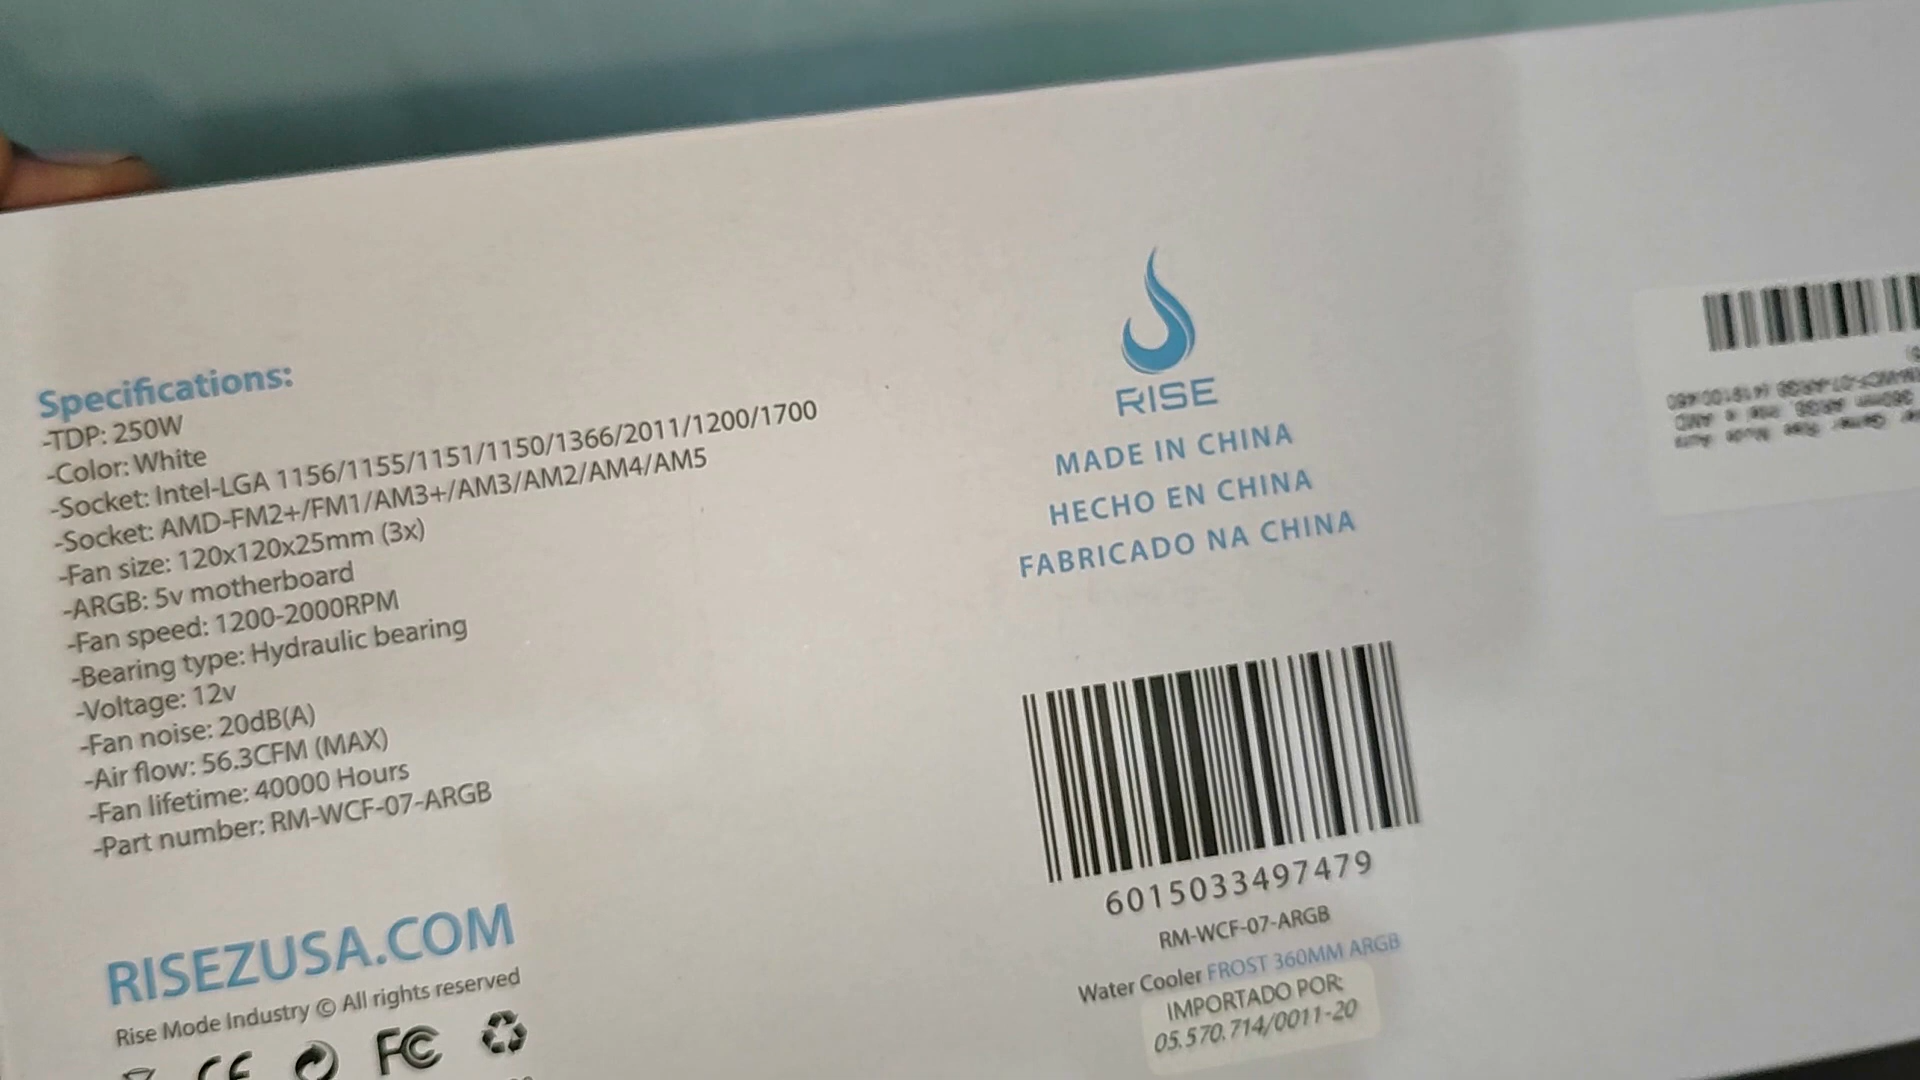 Specifications:
-TDP: 250W
-Color: White
-Socket: Intel-LGA 1156/1155/1151/1150/1366/2011/1200/1700
-Socket: AMD-FM2+/FM1/AM3+/AM3/AM2/AM4/AM5
-Fan size: 120x120x25mm (3x)
-ARGB: 5v motherboard
-Fan speed: 1200-2000RPM
-Bearing type: Hydraulic bearing
-Voltage: 12v
-Fan noise: 20dB(A)
-Air flow: 56.3CFM (MAX)
-Fan lifetime: 40000 Hours
-Part number: RM-WCF-07-ARGB
RISEZUSA.COM
Rise Mode Industry © All rights reserved
CE FC
RISE
MADE IN CHINA
HECHO EN CHINA
FABRICADO NA CHINA
6015033497479
RM-WCF-07-ARGB
Water Cooler FROST 360MM ARGB
IMPORTADO POR:
05.570.714/0011-20